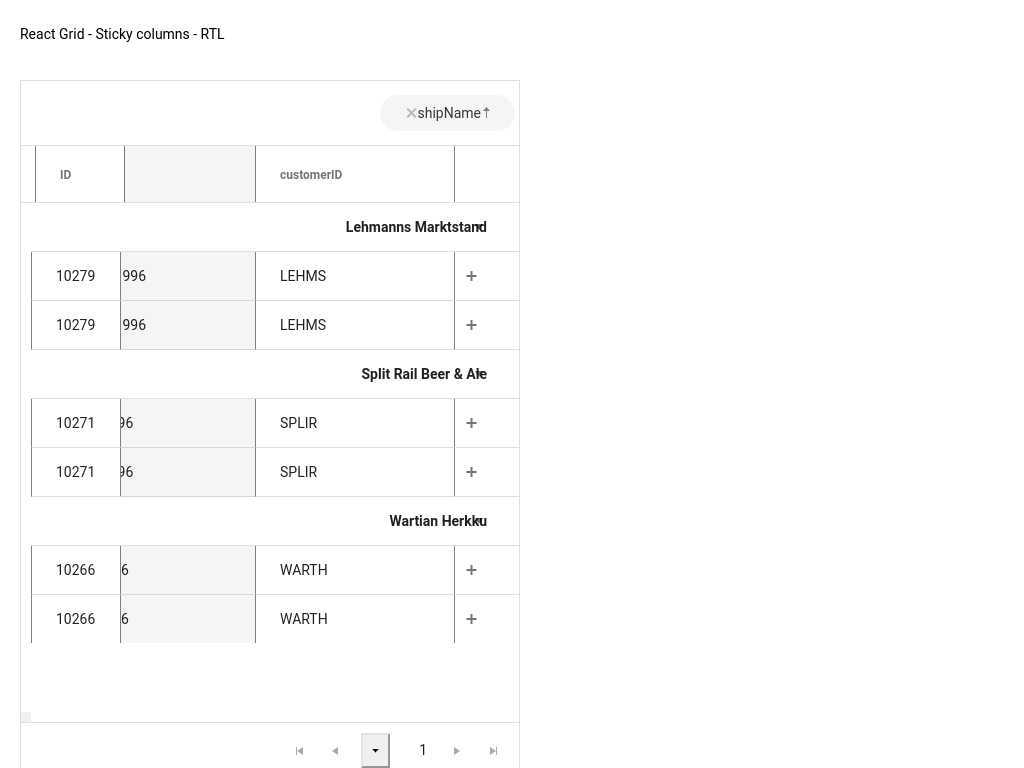 React Grid - Sticky columns - RTL
shipName
ID customerID
Lehmanns Marktstand
10279 996 LEHMS +
10279 996 LEHMS +
Split Rail Beer & Ale
10271 96 SPLIR +
10271 96 SPLIR +
Wartian Herkku
10266 6 WARTH +
10266 6 WARTH +
1